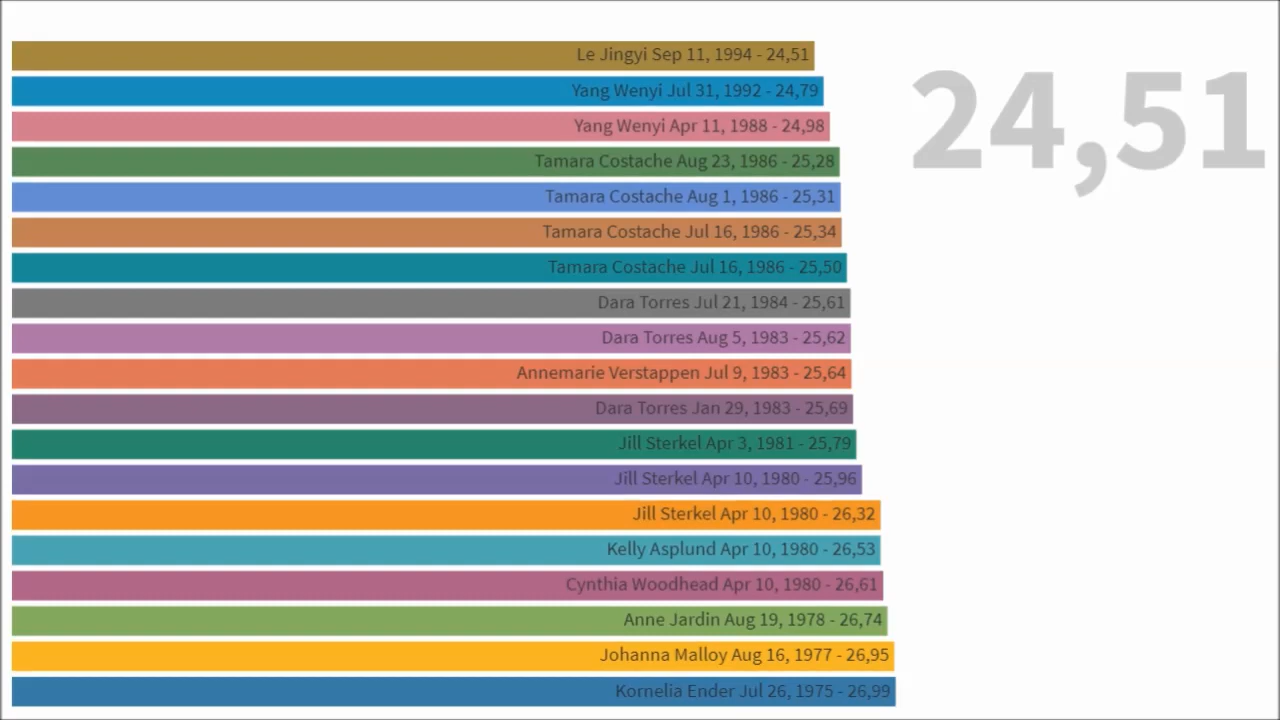 Le Jingyi Sep 11, 1994 - 24,51
24,51
Yang Wenyi Jul 31, 1992 - 24,79
Yang Wenyi Apr 11, 1988 - 24,98
Tamara Costache Aug 23, 1986 - 25,28
Tamara Costache Aug 1, 1986 - 25,31
Tamara Costache Jul 16, 1986 - 25,34
Tamara Costache Jul 16, 1986 - 25,50
Dara Torres Jul 21, 1984 - 25,61
Dara Torres Aug 5, 1983 - 25,62
Annemarie Verstappen Jul 9, 1983 - 25,64
Dara Torres Jan 29, 1983 - 25,69
Jill Sterkel Apr 3, 1981 - 25,79
Jill Sterkel Apr 10, 1980 - 25,96
Jill Sterkel Apr 10, 1980 - 26,32
Kelly Asplund Apr 10, 1980 - 26,53
Cynthia Woodhead Apr 10, 1980 - 26,61
Anne Jardin Aug 19, 1978 - 26,74
Johanna Malloy Aug 16, 1977 - 26,95
Kornelia Ender Jul 26, 1975 - 26,99